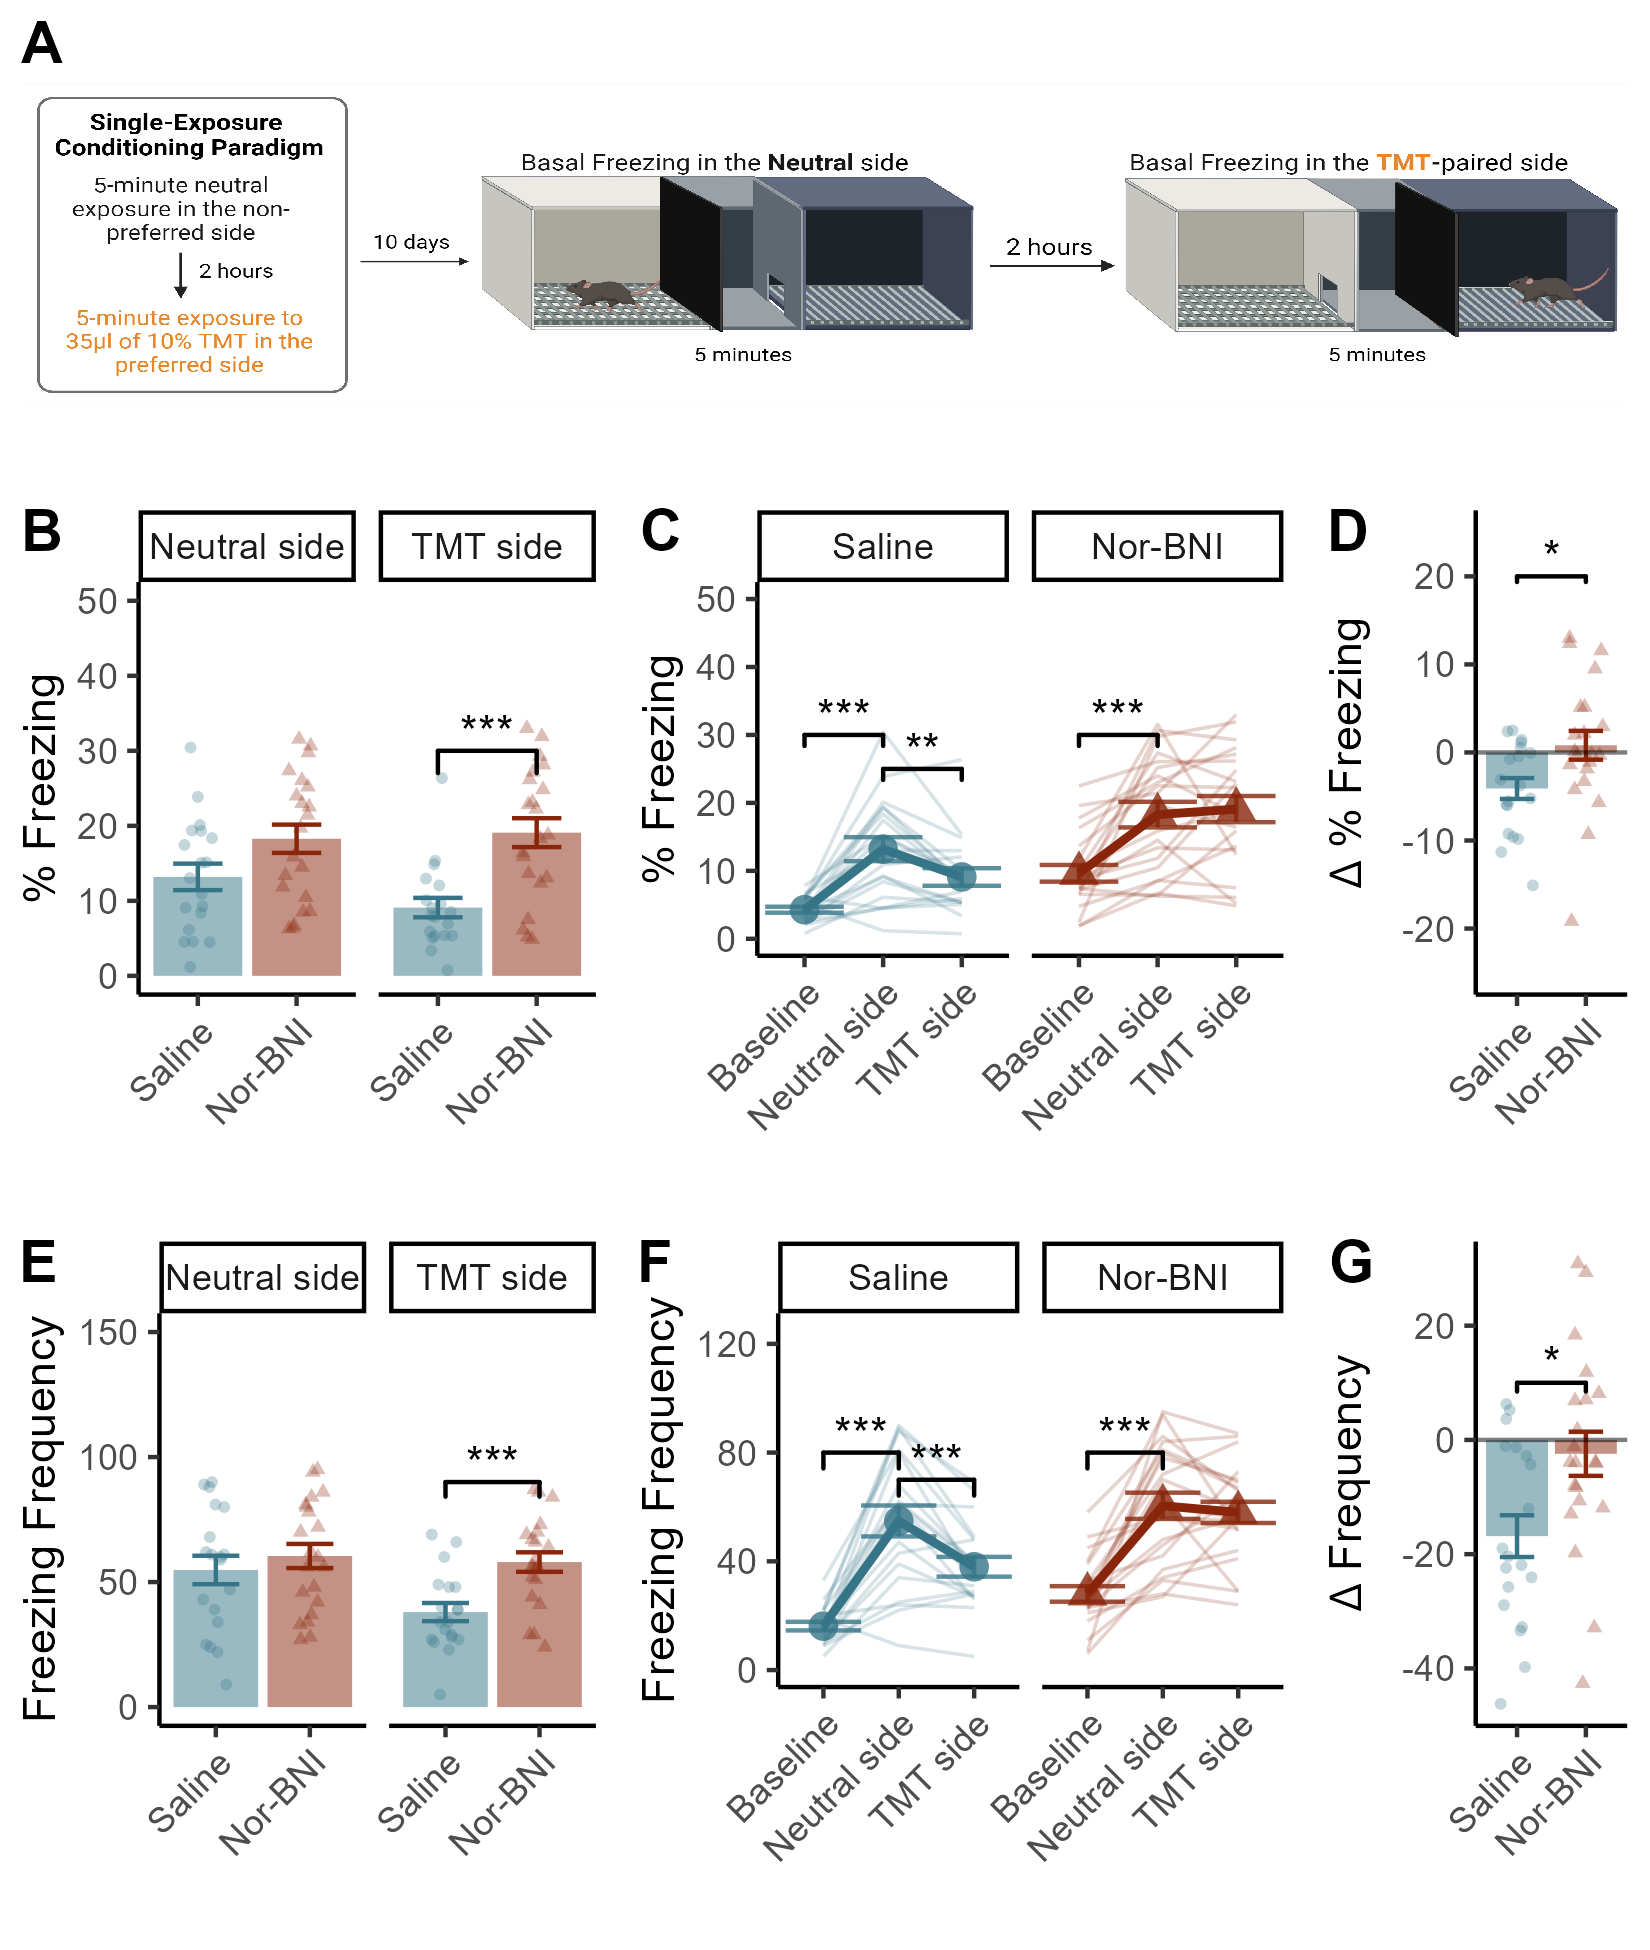 A
Single-Exposure
Conditioning Paradigm
5-minute neutral
exposure in the non-
preferred side
2 hours
5-minute exposure to
35µl of 10% TMT in the
preferred side
10 days
Basal Freezing in the Neutral side
5 minutes
2 hours
Basal Freezing in the TMT-paired side
5 minutes
B
Neutral side
TMT side
% Freezing
50
40
30
20
10
0
***
Saline
Nor-BNI
Saline
Nor-BNI
C
Saline
Nor-BNI
% Freezing
50
40
30
20
10
0
***
**
***
Baseline
Neutral side
TMT side
Baseline
Neutral side
TMT side
D
Δ % Freezing
20
10
0
-10
-20
*
Saline
Nor-BNI
E
Neutral side
TMT side
Freezing Frequency
150
100
50
0
***
Saline
Nor-BNI
Saline
Nor-BNI
F
Saline
Nor-BNI
Freezing Frequency
120
80
40
0
***
***
***
Baseline
Neutral side
TMT side
Baseline
Neutral side
TMT side
G
Δ Frequency
20
0
-20
-40
*
Saline
Nor-BNI